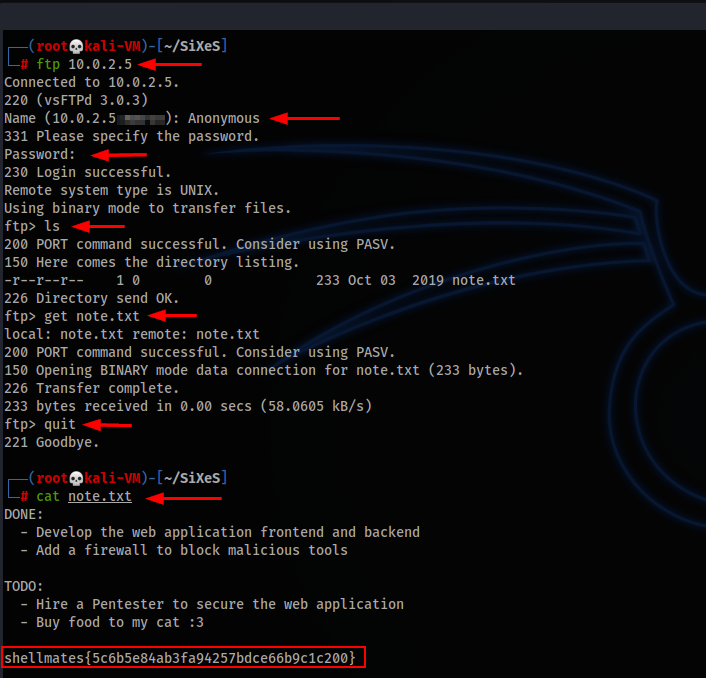 (root💀kali-VM)-[~/SiXeS]
# ftp 10.0.2.5
Connected to 10.0.2.5.
220 (vsFTPd 3.0.3)
Name (10.0.2.5 ): Anonymous
331 Please specify the password.
Password:
230 Login successful.
Remote system type is UNIX.
Using binary mode to transfer files.
ftp> ls
200 PORT command successful. Consider using PASV.
150 Here comes the directory listing.
-r--r--r-- 1 0 0 233 Oct 03 2019 note.txt
226 Directory send OK.
ftp> get note.txt
local: note.txt remote: note.txt
200 PORT command successful. Consider using PASV.
150 Opening BINARY mode data connection for note.txt (233 bytes).
226 Transfer complete.
233 bytes received in 0.00 secs (58.0605 kB/s)
ftp> quit
221 Goodbye.
(root💀kali-VM)-[~/SiXeS]
# cat note.txt
DONE:
- Develop the web application frontend and backend
- Add a firewall to block malicious tools
TODO:
- Hire a Pentester to secure the web application
- Buy food to my cat :3
shellmates{5c6b5e84ab3fa94257bdce66b9c1c200}